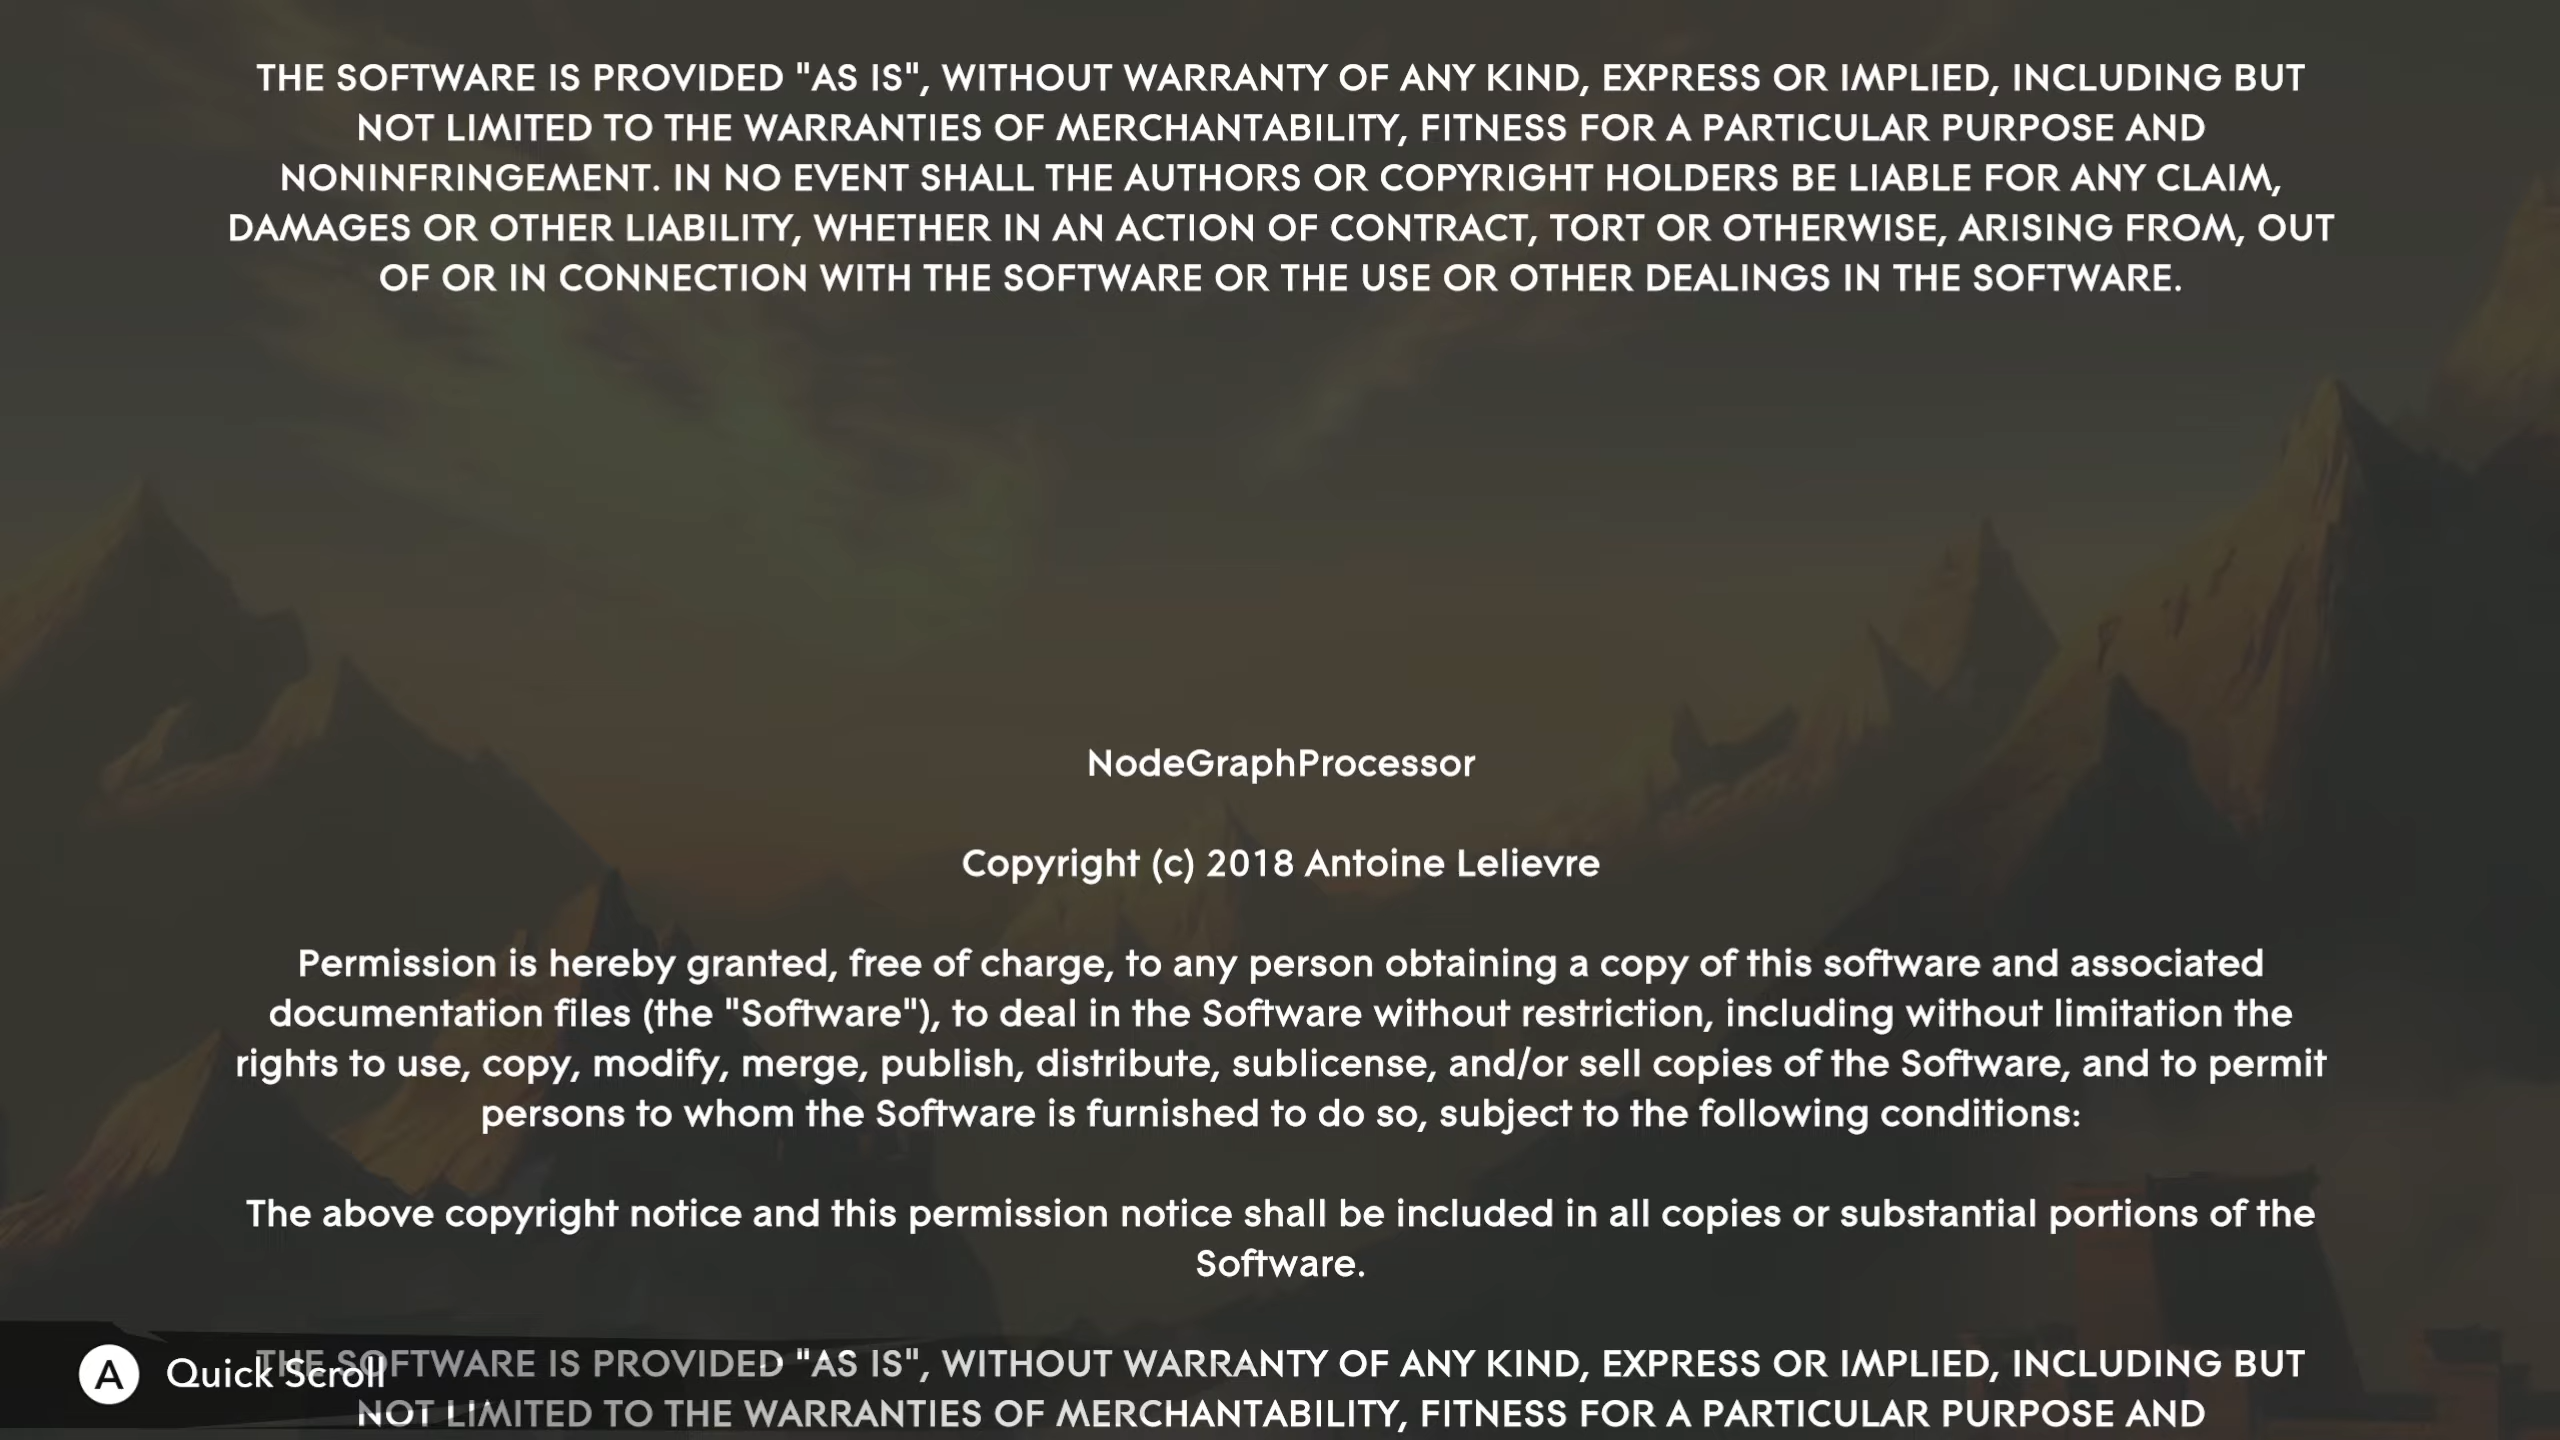 THE SOFTWARE IS PROVIDED "AS IS", WITHOUT WARRANTY OF ANY KIND, EXPRESS OR IMPLIED, INCLUDING BUT
NOT LIMITED TO THE WARRANTIES OF MERCHANTABILITY, FITNESS FOR A PARTICULAR PURPOSE AND
NONINFRINGEMENT. IN NO EVENT SHALL THE AUTHORS OR COPYRIGHT HOLDERS BE LIABLE FOR ANY CLAIM,
DAMAGES OR OTHER LIABILITY, WHETHER IN AN ACTION OF CONTRACT, TORT OR OTHERWISE, ARISING FROM, OUT
OF OR IN CONNECTION WITH THE SOFTWARE OR THE USE OR OTHER DEALINGS IN THE SOFTWARE.
NodeGraphProcessor
Copyright (c) 2018 Antoine Lelievre
Permission is hereby granted, free of charge, to any person obtaining a copy of this software and associated
documentation files (the "Software"), to deal in the Software without restriction, including without limitation the
rights to use, copy, modify, merge, publish, distribute, sublicense, and/or sell copies of the Software, and to permit
persons to whom the Software is furnished to do so, subject to the following conditions:
The above copyright notice and this permission notice shall be included in all copies or substantial portions of the
Software.
THE SOFTWARE IS PROVIDED "AS IS", WITHOUT WARRANTY OF ANY KIND, EXPRESS OR IMPLIED, INCLUDING BUT
A Quick Scroll
NOT LIMITED TO THE WARRANTIES OF MERCHANTABILITY, FITNESS FOR A PARTICULAR PURPOSE AND